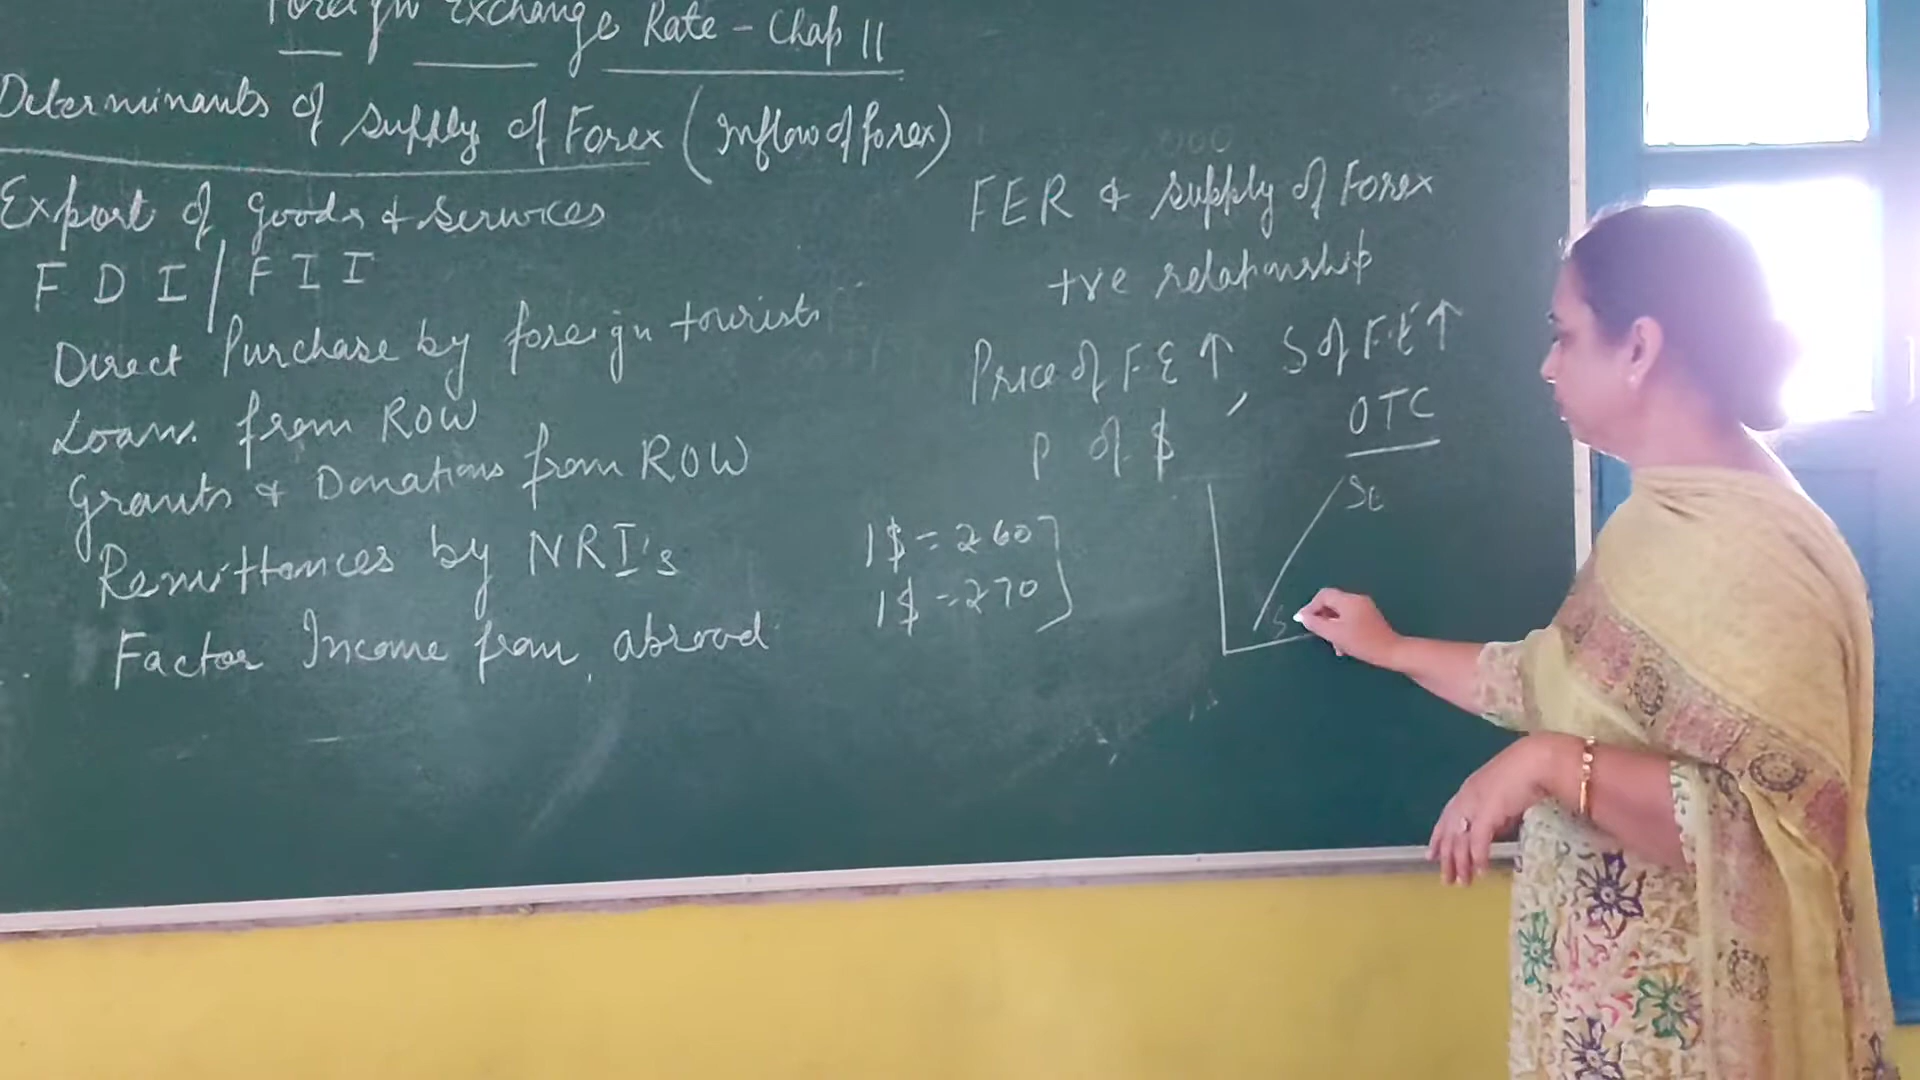 Foreign Exchange Rate - Chap 11
Determinants of supply of Forex (Inflow of forex)
Export of Goods & Services
F D I / F I I
Direct Purchase by foreign tourists
Loans from ROW
Grants & Donations from ROW
Remittances by NRI's
Factor Income from abroad
FER & supply of Forex
+ve relationship
Price of F E ↑, S of F.E ↑
P of $
OTC
1$ = 260
1$ = 270
S